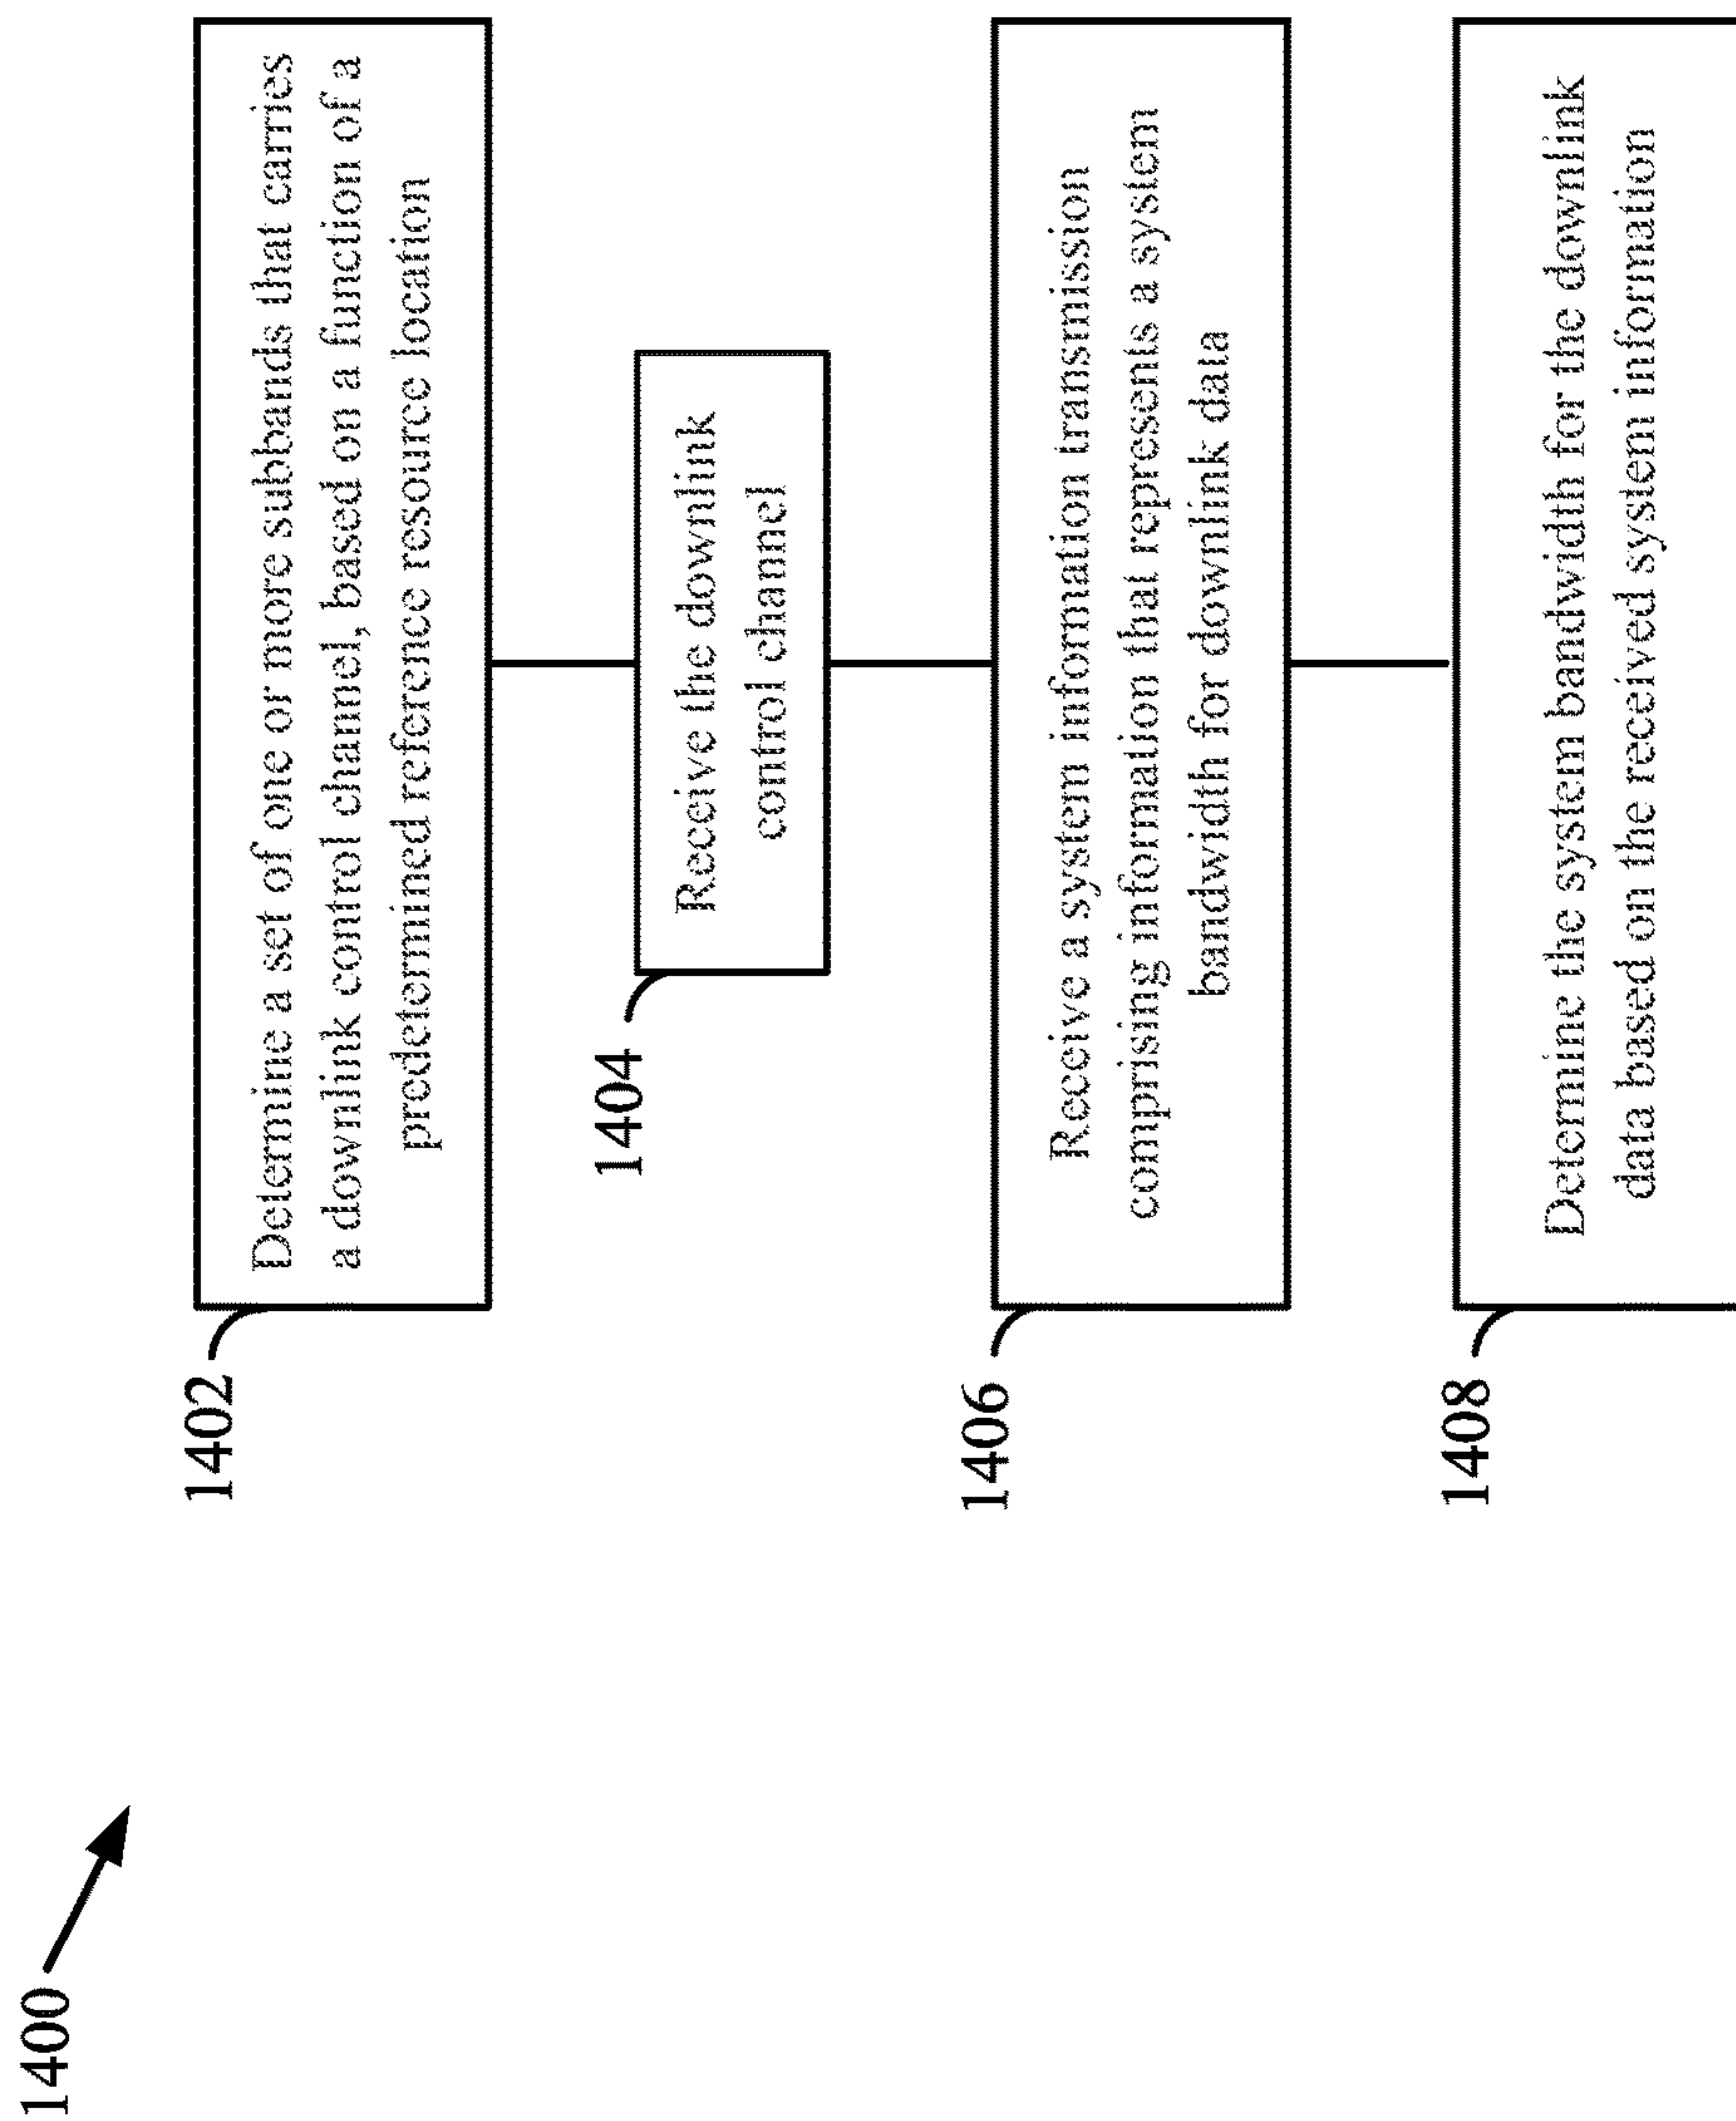 1400
1402
Determine a set of one or more subbands that carries
a downlink control channel, based on a function of a
predetermined reference resource location
1404
Receive the downlink
control channel
1406
Receive a system information transmission
comprising information that represents a system
bandwidth for downlink data
1408
Determine the system bandwidth for the downlink
data based on the received system information